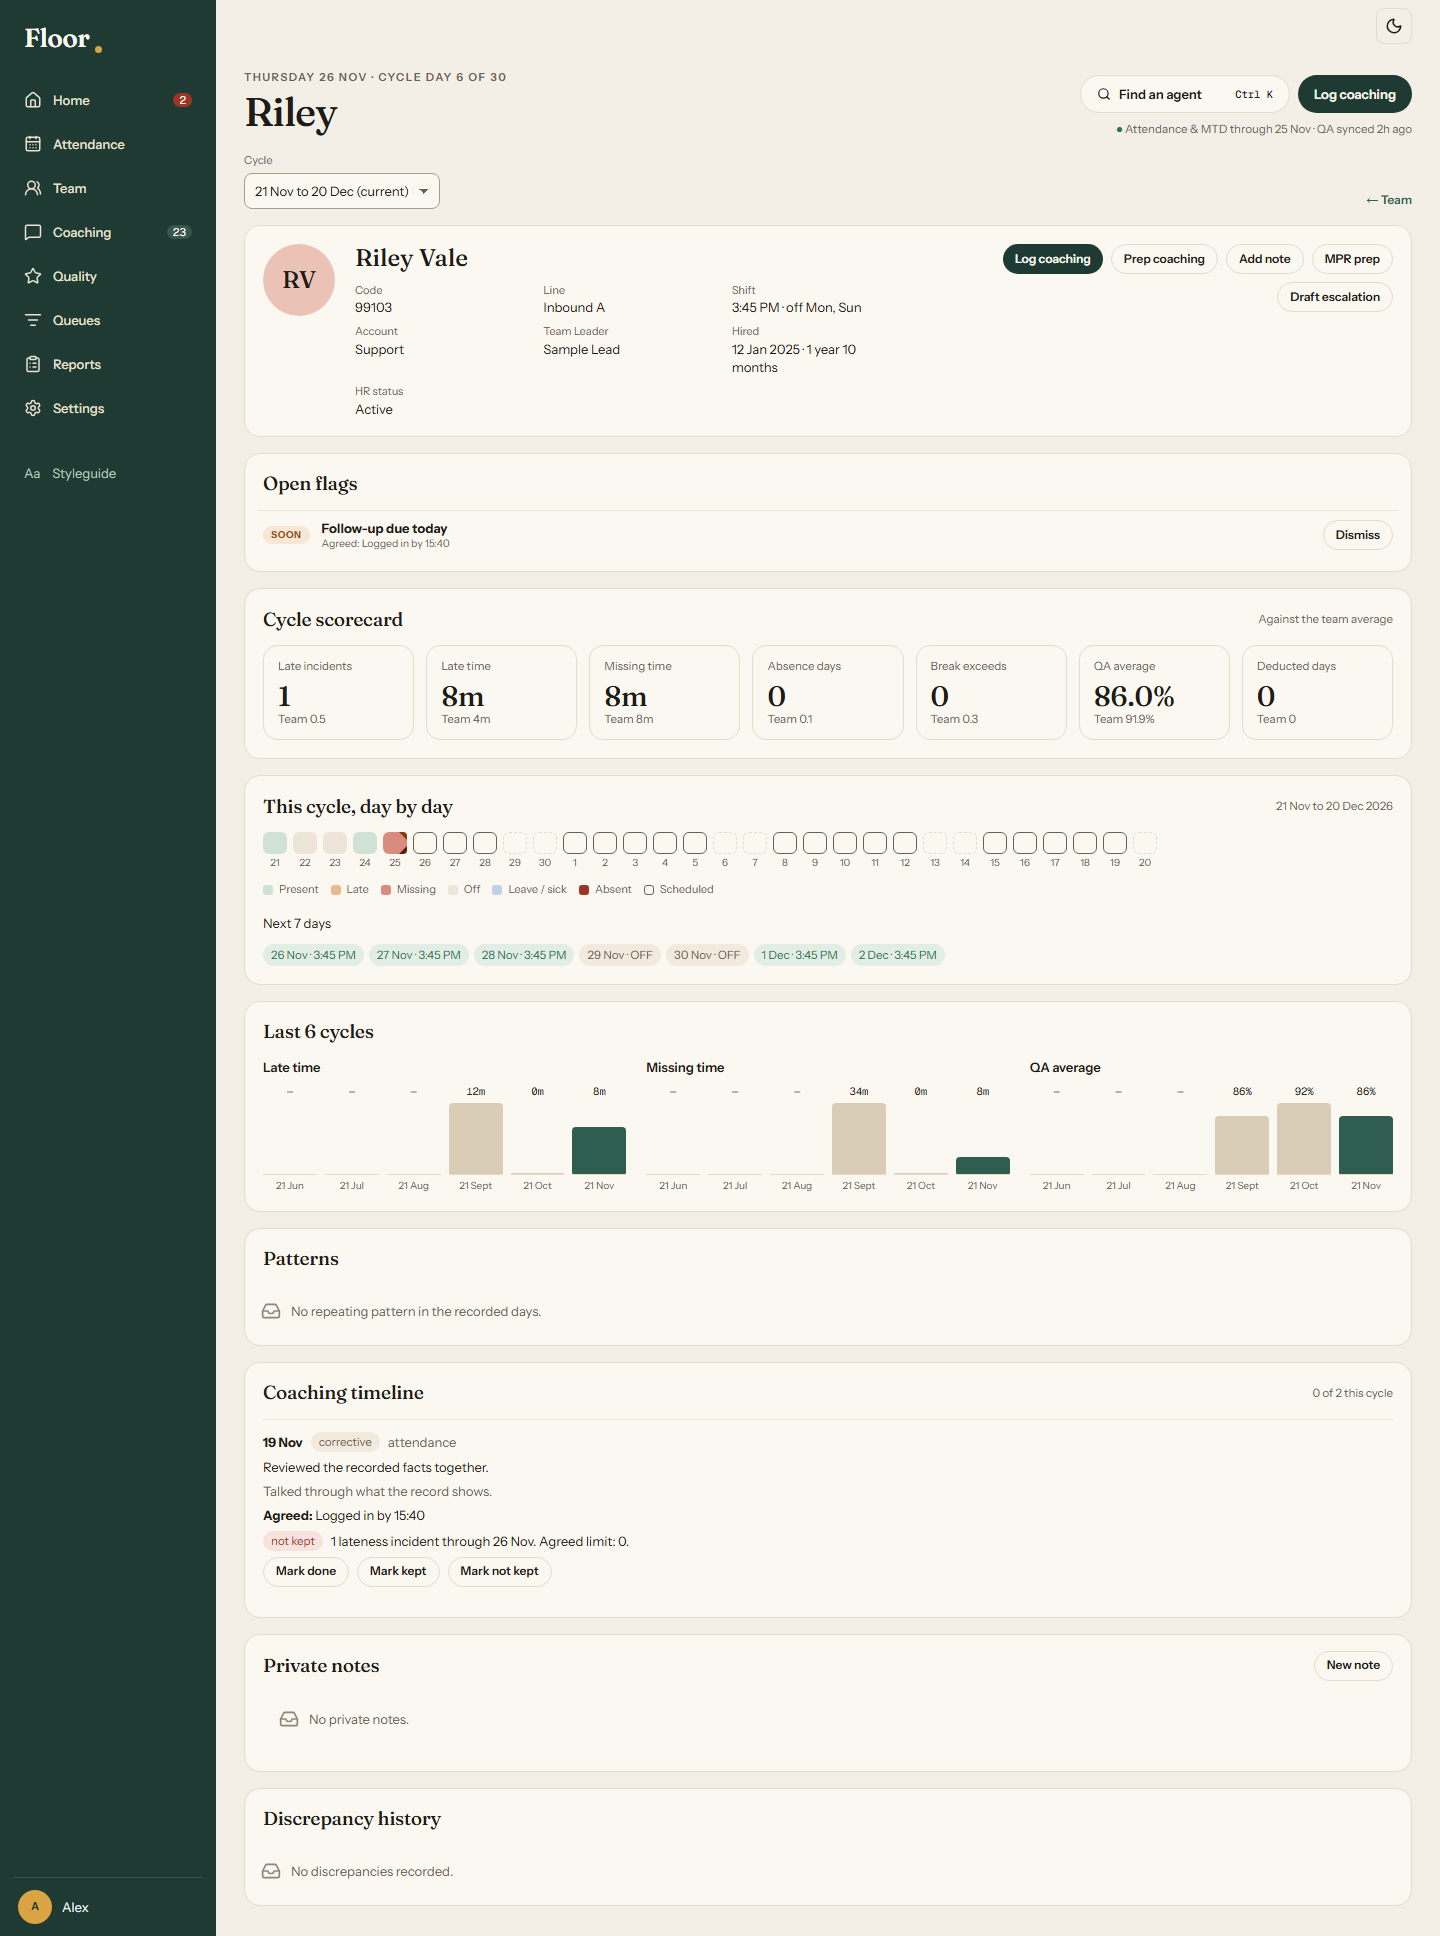 Floor.
Home 2
Attendance
Team
Coaching 23
Quality
Queues
Reports
Settings
Aa Styleguide
A Alex
THURSDAY 26 NOV · CYCLE DAY 6 OF 30
Riley
Find an agent Ctrl K
Log coaching
Attendance & MTD through 25 Nov · QA synced 2h ago
Cycle
21 Nov to 20 Dec (current)
← Team
RV
Riley Vale
Log coaching Prep coaching Add note MPR prep
Draft escalation
Code Line Shift
99103 Inbound A 3:45 PM · off Mon, Sun
Account Team Leader Hired
Support Sample Lead 12 Jan 2025 · 1 year 10
months
HR status
Active
Open flags
SOON Follow-up due today
Agreed: Logged in by 15:40
Dismiss
Cycle scorecard Against the team average
Late incidents Late time Missing time Absence days Break exceeds QA average Deducted days
1 8m 8m 0 0 86.0% 0
Team 0.5 Team 4m Team 8m Team 0.1 Team 0.3 Team 91.9% Team 0
This cycle, day by day 21 Nov to 20 Dec 2026
21 22 23 24 25 26 27 28 29 30 1 2 3 4 5 6 7 8 9 10 11 12 13 14 15 16 17 18 19 20
Present Late Missing Off Leave / sick Absent Scheduled
Next 7 days
26 Nov · 3:45 PM 27 Nov · 3:45 PM 28 Nov · 3:45 PM 29 Nov · OFF 30 Nov · OFF 1 Dec · 3:45 PM 2 Dec · 3:45 PM
Last 6 cycles
Late time Missing time QA average
– – – 12m 0m 8m – – – 34m 0m 8m – – – 86% 92% 86%
21 Jun 21 Jul 21 Aug 21 Sept 21 Oct 21 Nov 21 Jun 21 Jul 21 Aug 21 Sept 21 Oct 21 Nov 21 Jun 21 Jul 21 Aug 21 Sept 21 Oct 21 Nov
Patterns
No repeating pattern in the recorded days.
Coaching timeline 0 of 2 this cycle
19 Nov corrective attendance
Reviewed the recorded facts together.
Talked through what the record shows.
Agreed: Logged in by 15:40
not kept 1 lateness incident through 26 Nov. Agreed limit: 0.
Mark done Mark kept Mark not kept
Private notes New note
No private notes.
Discrepancy history
No discrepancies recorded.